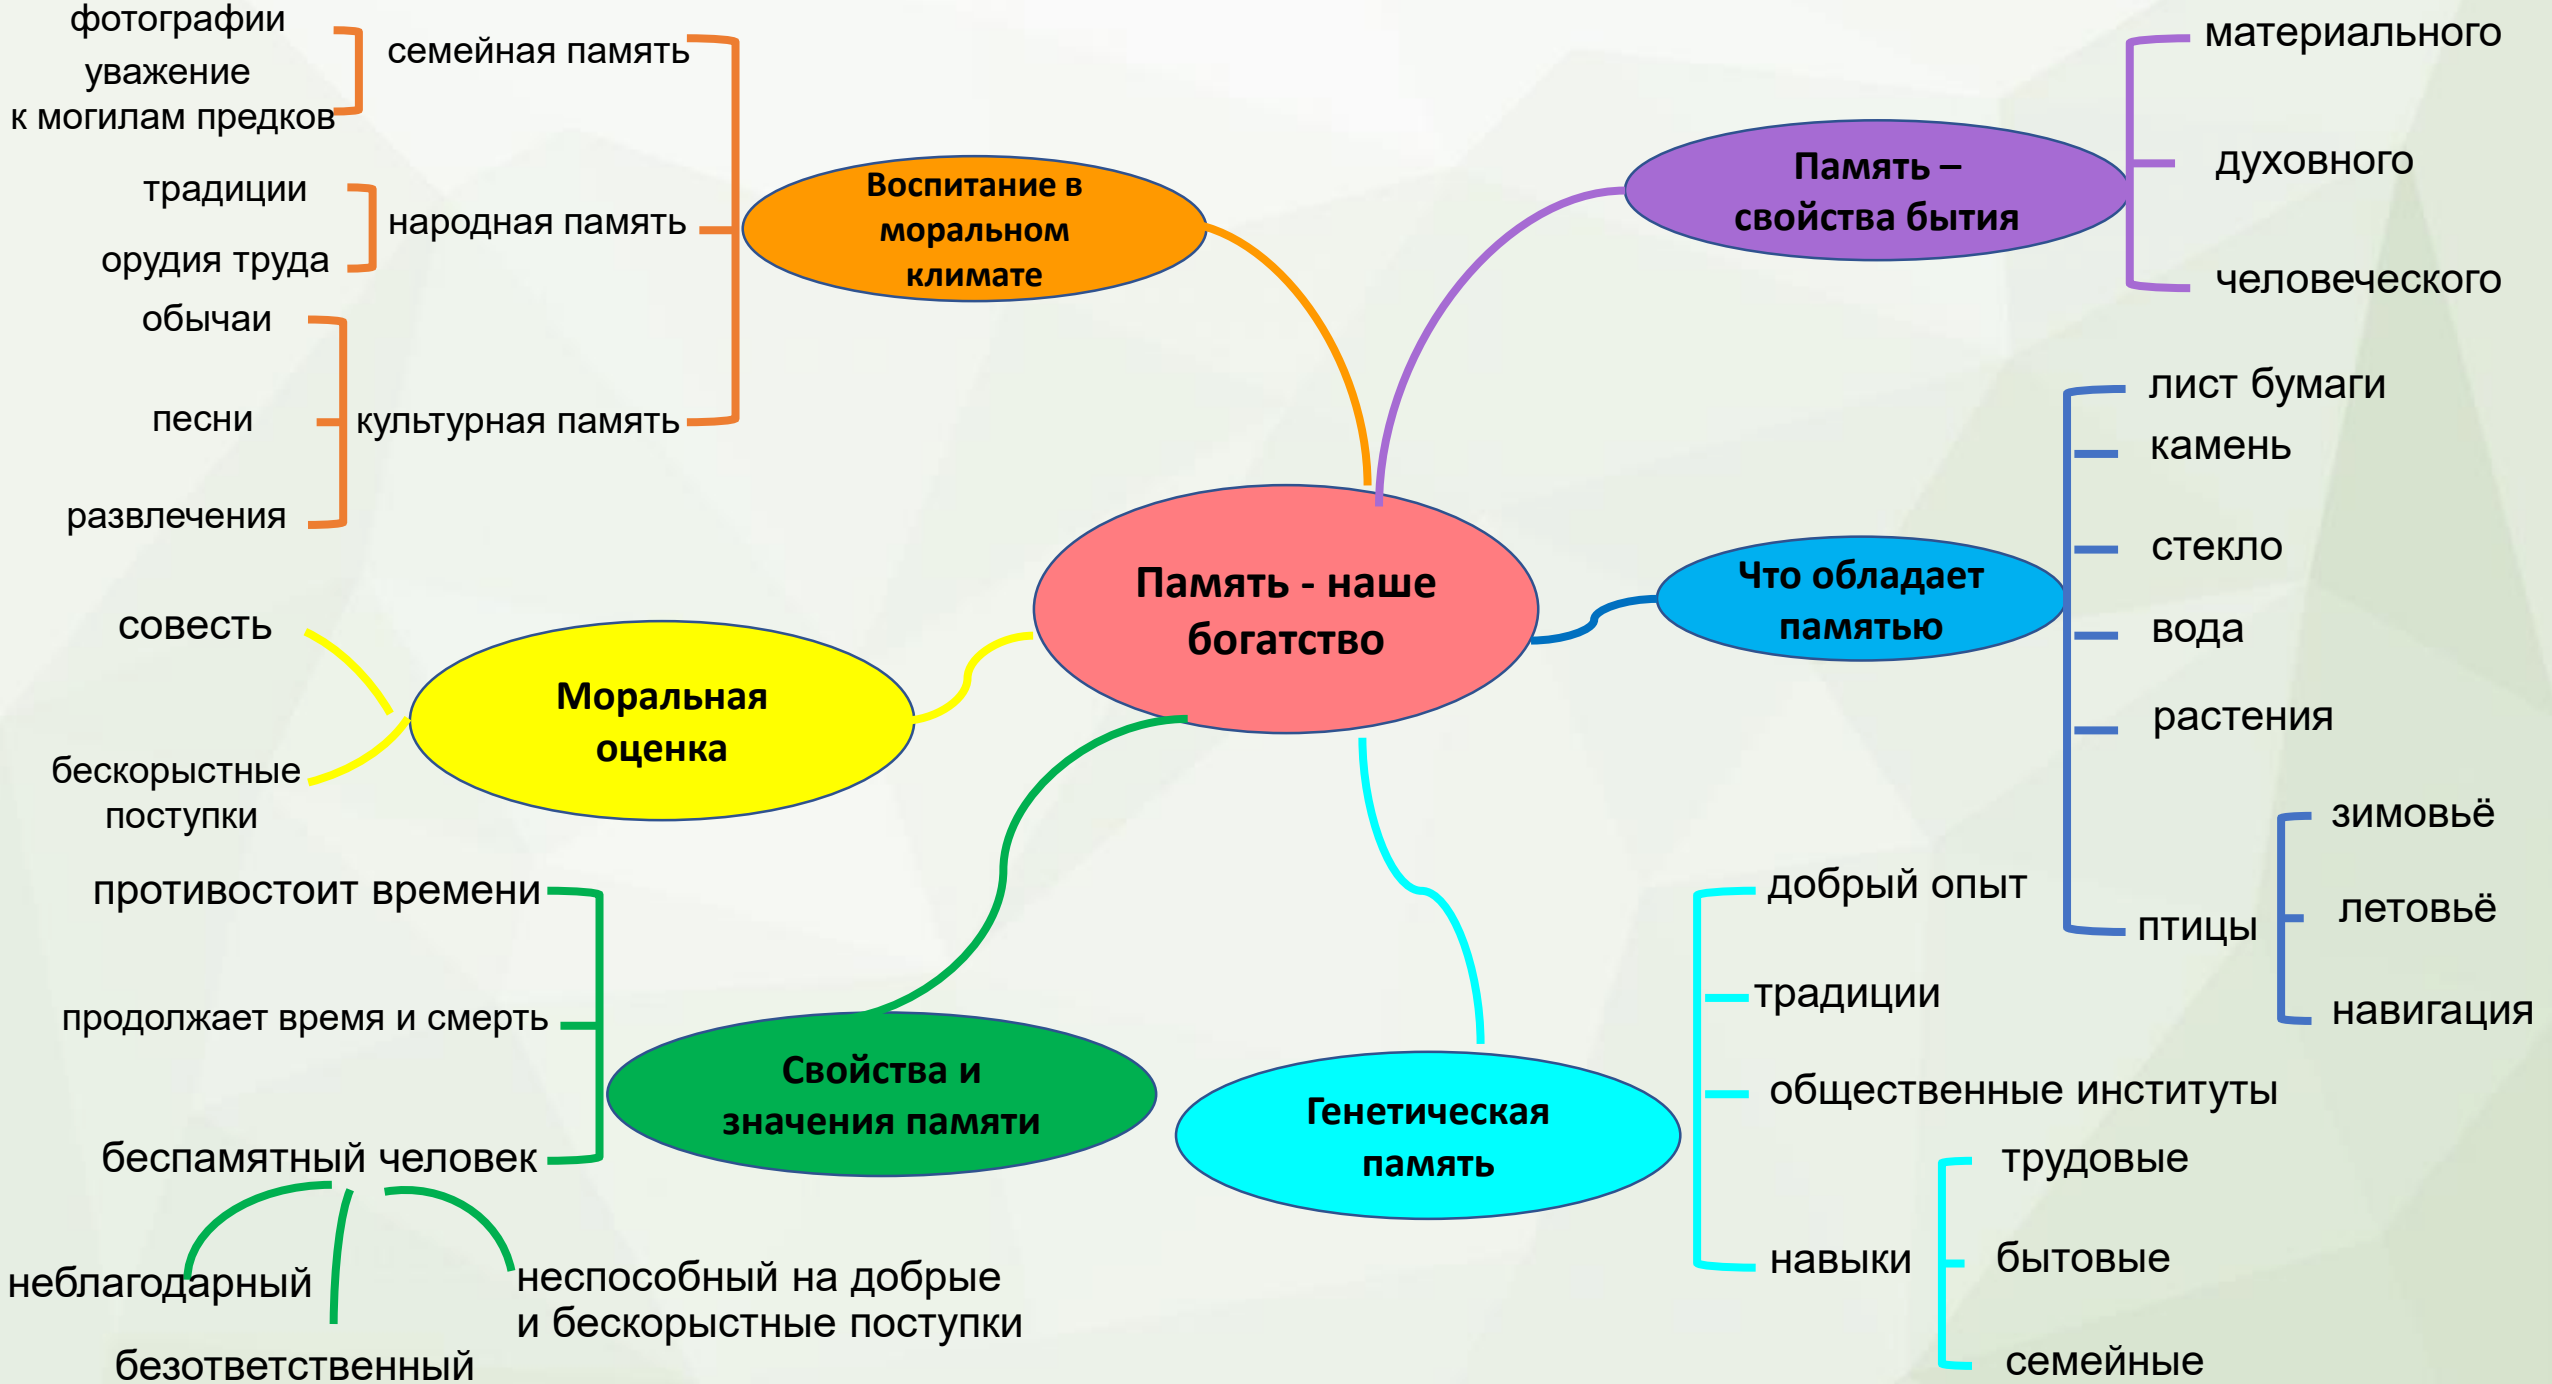 фотографии
уважение
к могилам предков
семейная память
традиции
орудия труда
народная память
обычаи
песни
развлечения
культурная память
Воспитание в
моральном
климате
Память –
свойства бытия
материального
духовного
человеческого
Память - наше
богатство
Что обладает
памятью
лист бумаги
камень
стекло
вода
растения
птицы
зимовьё
летовьё
навигация
совесть
бескорыстные
поступки
Моральная
оценка
противостоит времени
продолжает время и смерть
беспамятный человек
неблагодарный
безответственный
неспособный на добрые
и бескорыстные поступки
Свойства и
значения памяти
Генетическая
память
добрый опыт
традиции
общественные институты
навыки
трудовые
бытовые
семейные